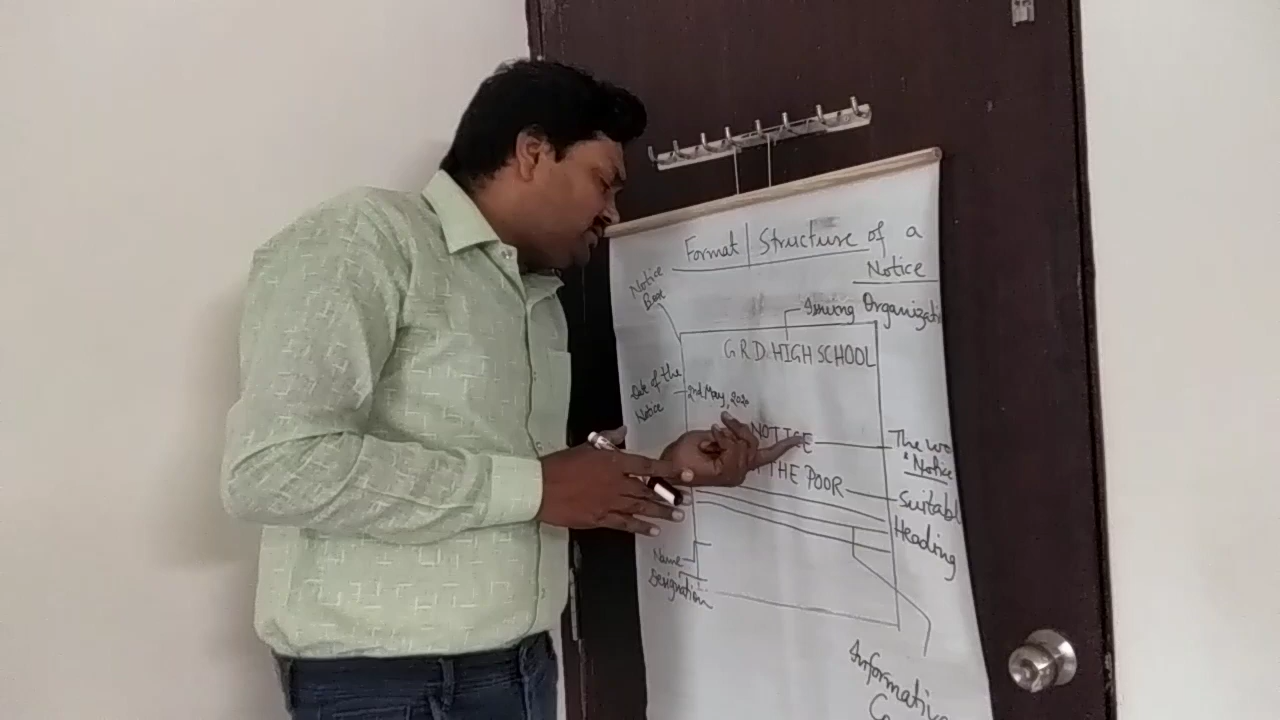 Format | Structure of a
Notice
Notice
Box
Issuing Organizati
G R D HIGH SCHOOL
Date of the
Notice
2nd May, 2020
NOTICE
The wo
"Notice
THE POOR
Suitabl
Heading
Name
Designation
Informative
Co